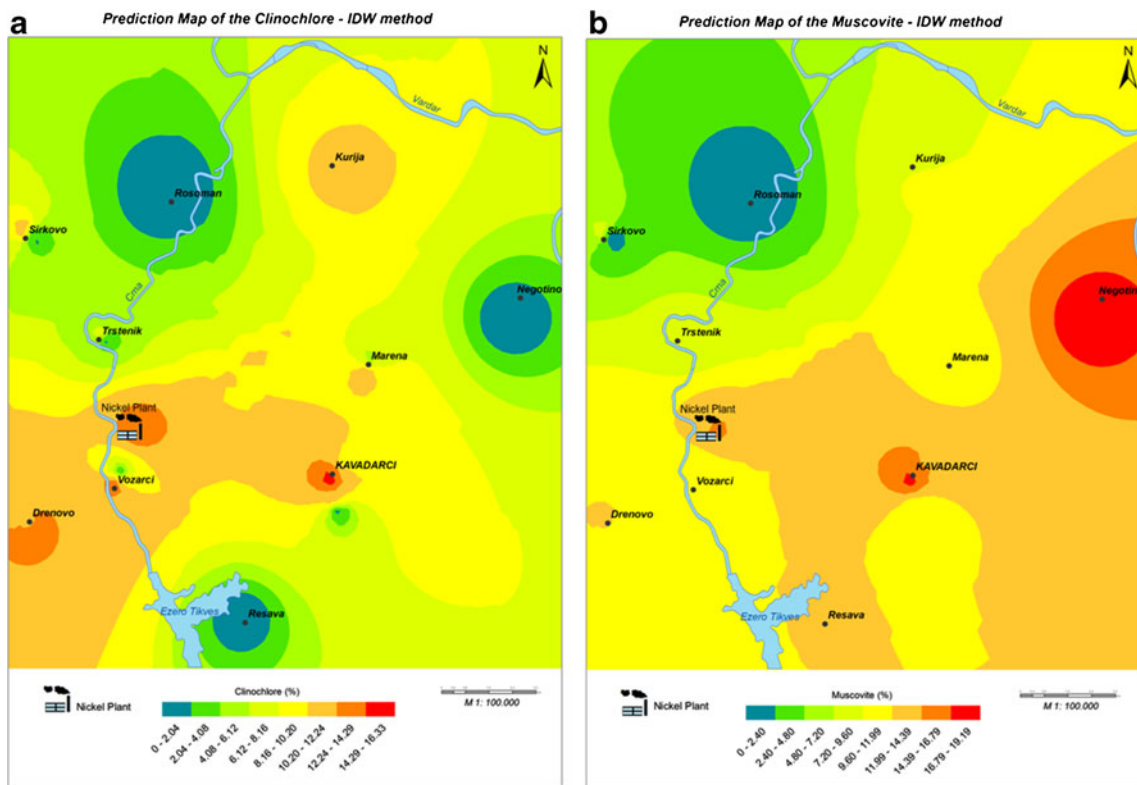 a
Prediction Map of the Clinochlore - IDW method
N
Vardar
Kurija
Rosoman
Sirkovo
Crna
Negotino
Trstenik
Marena
Nickel Plant
KAVADARCI
Vozarci
Drenovo
Ezero Tikves
Resava
Nickel Plant
Clinochlore (%)
0 - 2.04
2.04 - 4.08
4.08 - 6.12
6.12 - 8.16
8.16 - 10.20
10.20 - 12.24
12.24 - 14.29
14.29 - 16.33
M 1: 100.000
b
Prediction Map of the Muscovite - IDW method
N
Vardar
Kurija
Rosoman
Sirkovo
Crna
Negotino
Trstenik
Marena
Nickel Plant
KAVADARCI
Vozarci
Drenovo
Ezero Tikves
Resava
Nickel Plant
Muscovite (%)
0 - 2.40
2.40 - 4.80
4.80 - 7.20
7.20 - 9.60
9.60 - 11.99
11.99 - 14.39
14.39 - 16.79
16.79 - 19.19
M 1: 100.000